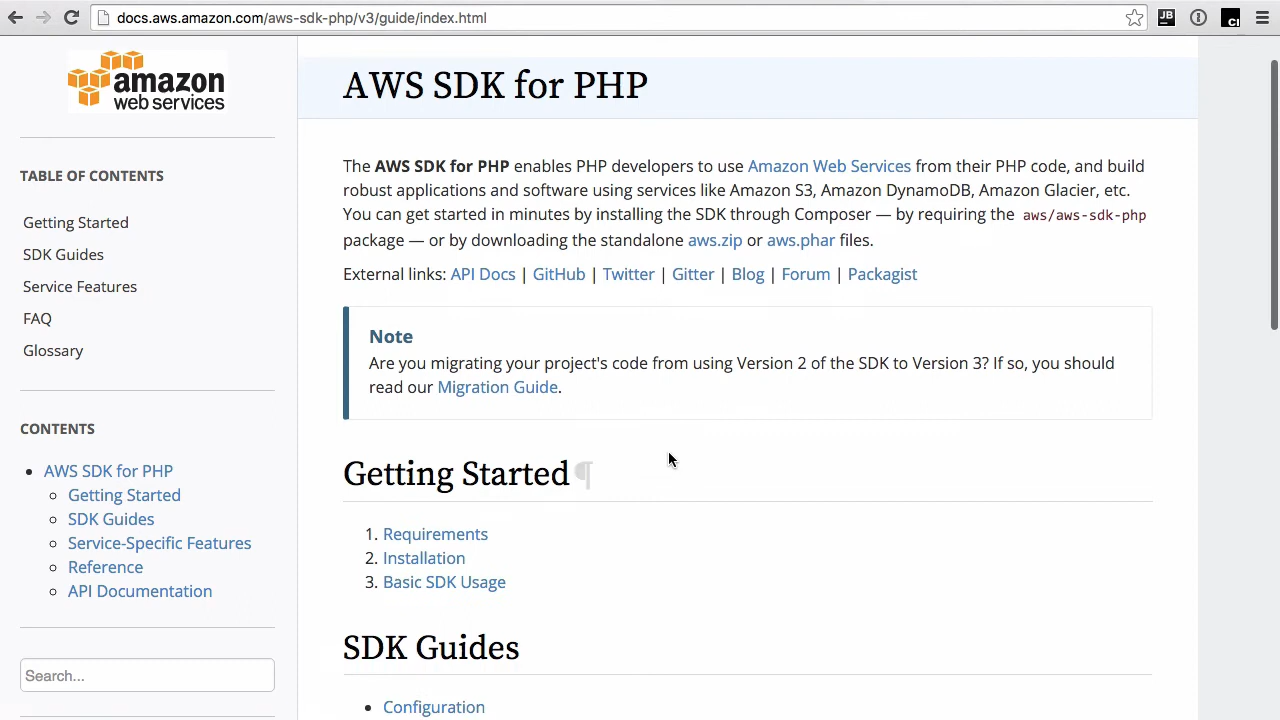 docs.aws.amazon.com/aws-sdk-php/v3/guide/index.html
JB
CI
amazon
web services
TABLE OF CONTENTS
Getting Started
SDK Guides
Service Features
FAQ
Glossary
CONTENTS
• AWS SDK for PHP
◦ Getting Started
◦ SDK Guides
◦ Service-Specific Features
◦ Reference
◦ API Documentation
Search...
AWS SDK for PHP
The AWS SDK for PHP enables PHP developers to use Amazon Web Services from their PHP code, and build
robust applications and software using services like Amazon S3, Amazon DynamoDB, Amazon Glacier, etc.
You can get started in minutes by installing the SDK through Composer — by requiring the aws/aws-sdk-php
package — or by downloading the standalone aws.zip or aws.phar files.
External links: API Docs | GitHub | Twitter | Gitter | Blog | Forum | Packagist
Note
Are you migrating your project's code from using Version 2 of the SDK to Version 3? If so, you should
read our Migration Guide.
Getting Started ¶
1. Requirements
2. Installation
3. Basic SDK Usage
SDK Guides
• Configuration